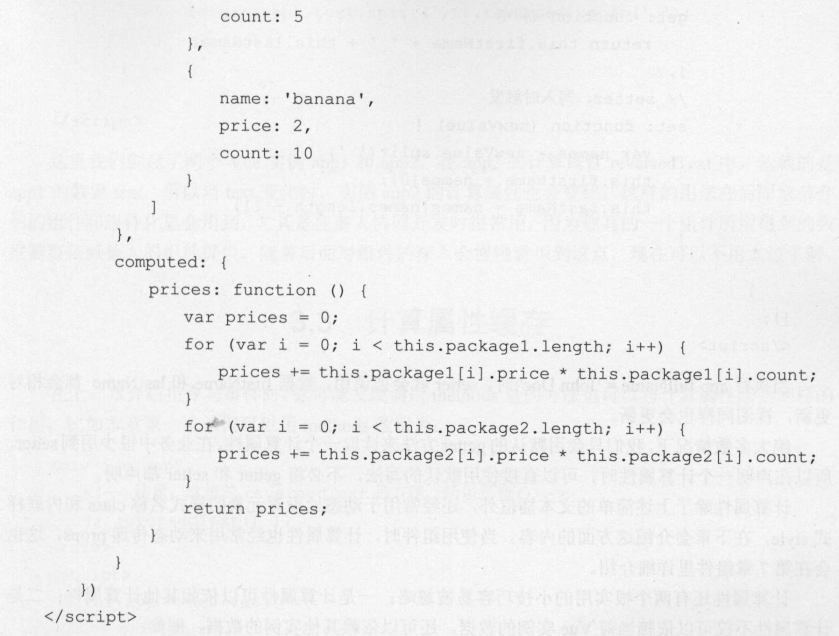 count: 5
},
{
name: 'banana',
price: 2,
count: 10
}
]
},
computed: {
prices: function () {
var prices = 0;
for (var i = 0; i < this.package1.length; i++) {
prices += this.package1[i].price * this.package1[i].count;
}
for (var i = 0; i < this.package2.length; i++) {
prices += this.package2[i].price * this.package2[i].count;
}
return prices;
}
}
})
</script>